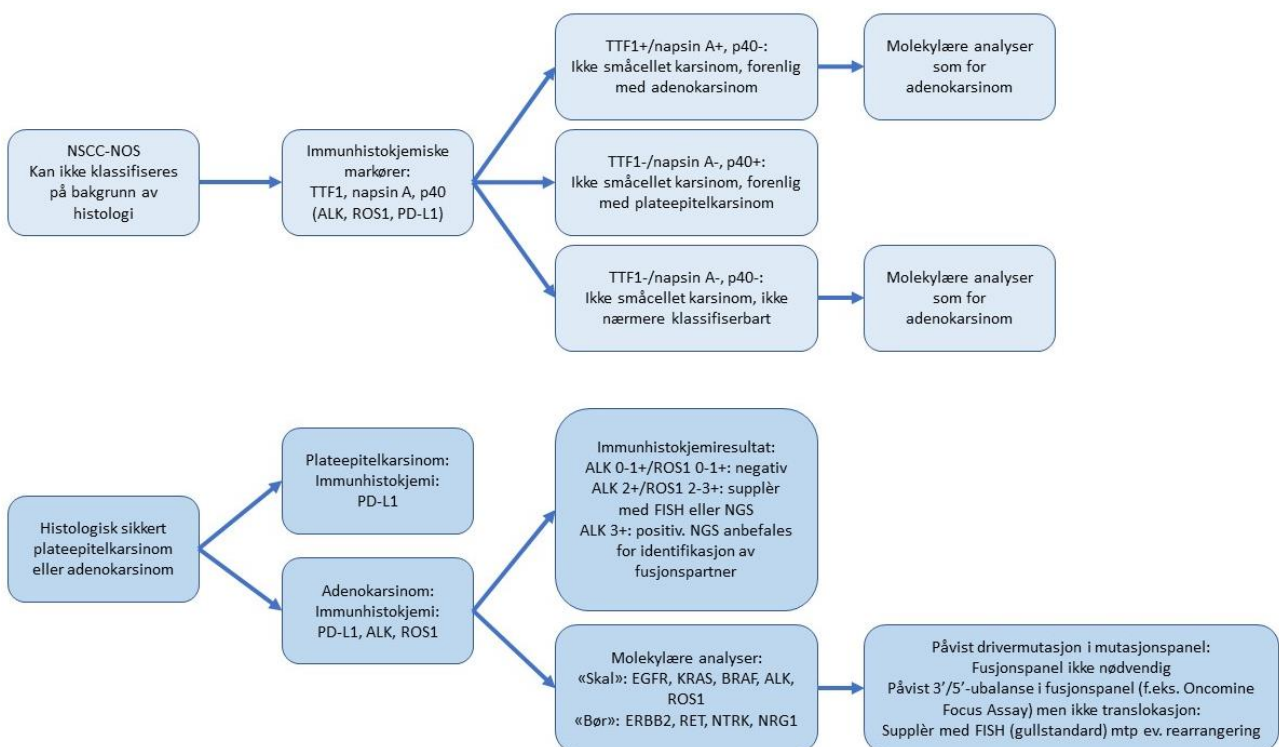 NSCC-NOS
Kan ikke klassifiseres
på bakgrunn av
histologi
Immunhistokjemiske
markører:
TTF1, napsin A, p40
(ALK, ROS1, PD-L1)
TTF1+/napsin A+, p40-:
Ikke småcellet karsinom, forenlig
med adenokarsinom
Molekylære analyser
som for
adenokarsinom
TTF1-/napsin A-, p40+:
Ikke småcellet karsinom, forenlig
med plateepitelkarsinom
TTF1-/napsin A-, p40-:
Ikke småcellet karsinom, ikke
nærmere klassifiserbart
Molekylære analyser
som for
adenokarsinom
Histologisk sikkert
plateepitelkarsinom
eller adenokarsinom
Plateepitelkarsinom:
Immunhistokjemi:
PD-L1
Adenokarsinom:
Immunhistokjemi:
PD-L1, ALK, ROS1
Immunhistokjemiresultat:
ALK 0-1+/ROS1 0-1+: negativ
ALK 2+/ROS1 2-3+: supplèr
med FISH eller NGS
ALK 3+: positiv. NGS anbefales
for identifikasjon av
fusjonspartner
Molekylære analyser:
«Skal»: EGFR, KRAS, BRAF, ALK,
ROS1
«Bør»: ERBB2, RET, NTRK, NRG1
Påvist drivermutasjon i mutasjonspanel:
Fusjonspanel ikke nødvendig
Påvist 3’/5’-ubalanse i fusjonspanel (f.eks. Oncomine
Focus Assay) men ikke translokasjon:
Supplèr med FISH (gullstandard) mtp ev. rearrangering